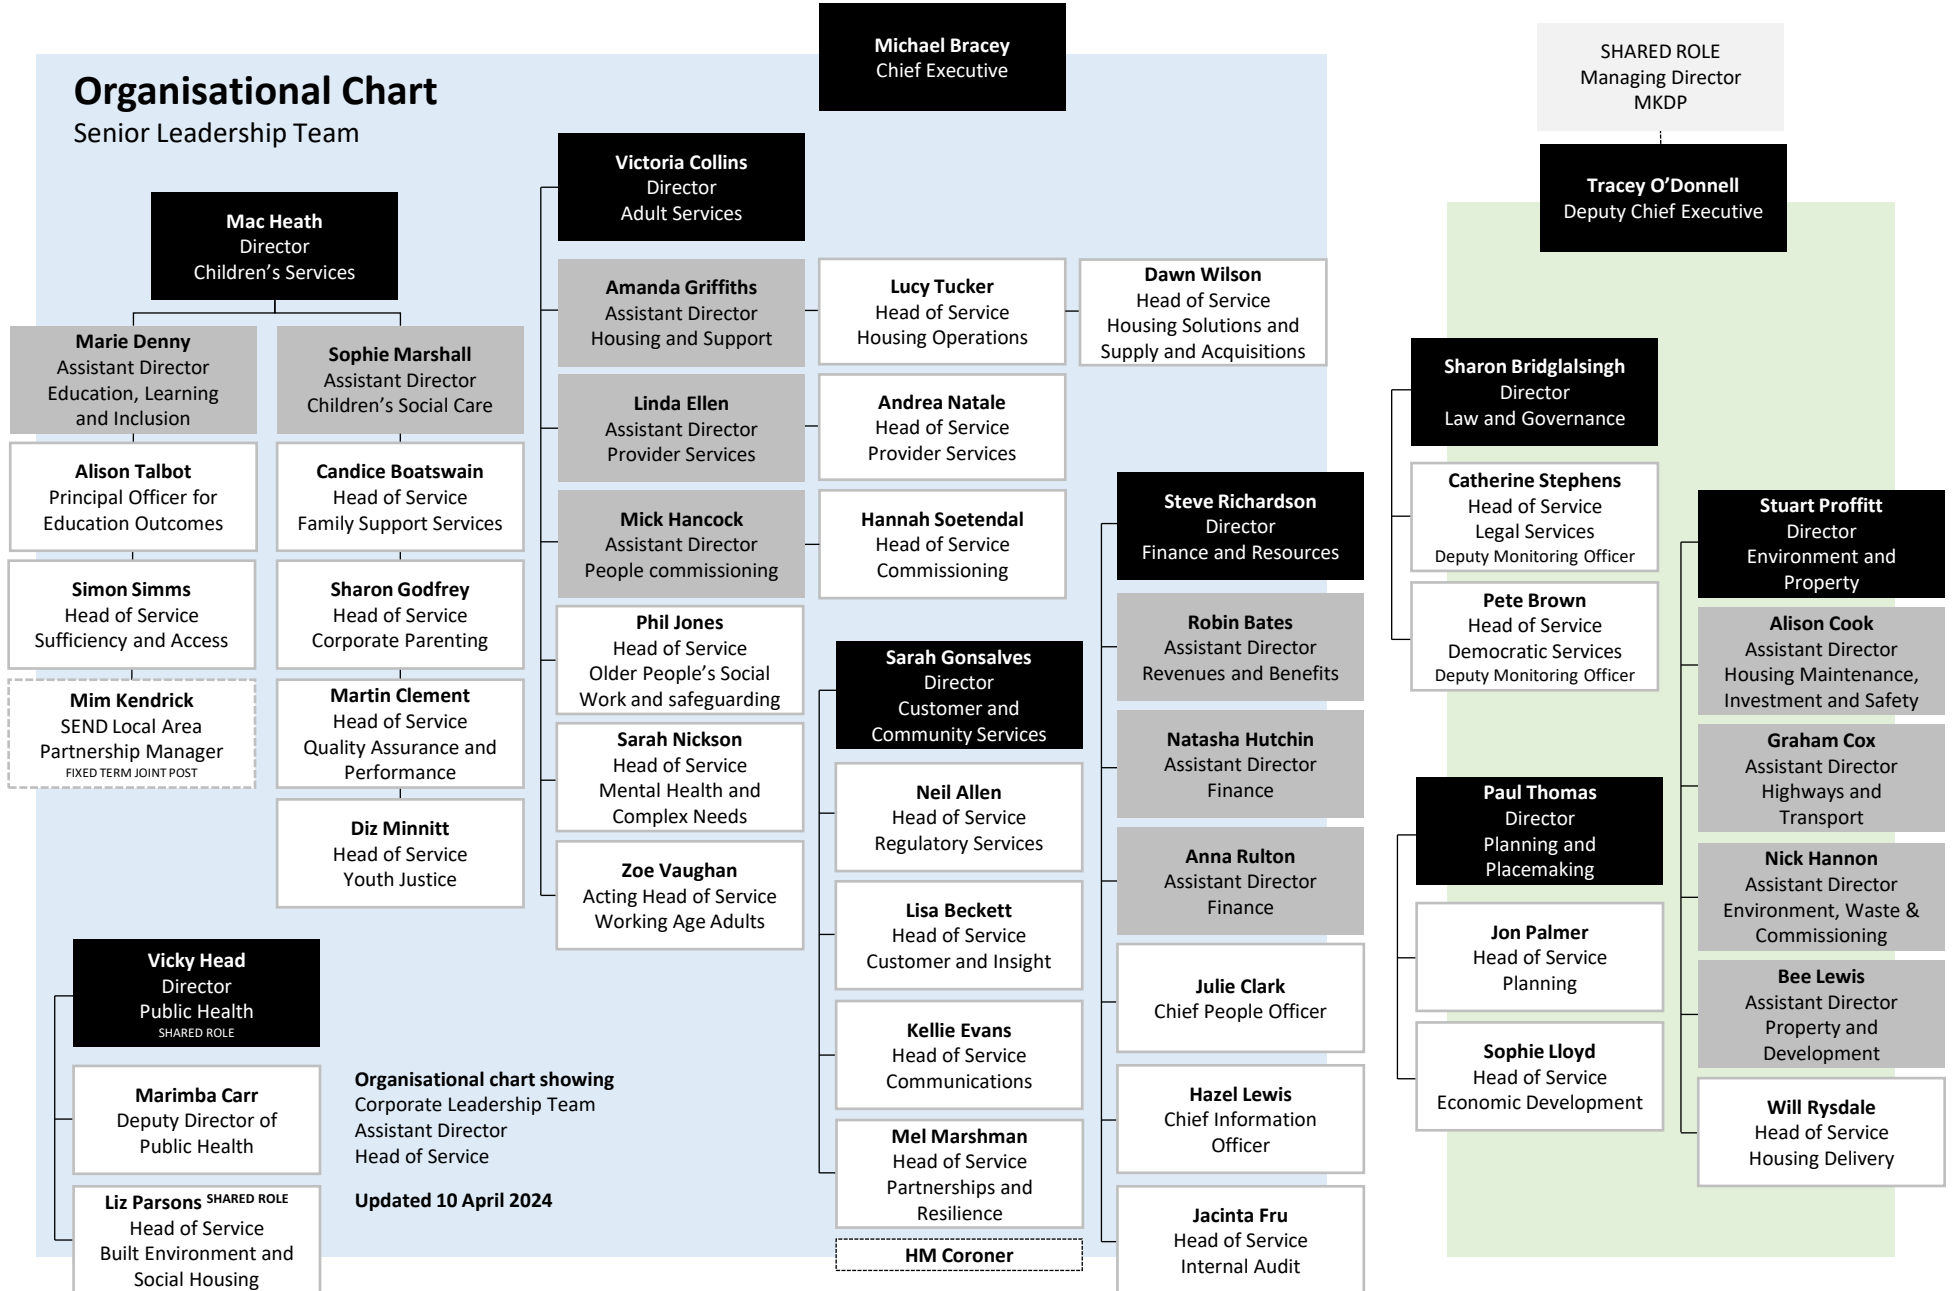 Michael Bracey
Chief Executive
SHARED ROLE
Managing Director
MKDP
Organisational Chart
Senior Leadership Team
Tracey O’Donnell
Deputy Chief Executive
Mac Heath
Director
Children’s Services
Marie Denny
Assistant Director
Education, Learning
and Inclusion
Alison Talbot
Principal Officer for
Education Outcomes
Simon Simms
Head of Service
Sufficiency and Access
Mim Kendrick
SEND Local Area
Partnership Manager
FIXED TERM JOINT POST
Sophie Marshall
Assistant Director
Children’s Social Care
Candice Boatswain
Head of Service
Family Support Services
Sharon Godfrey
Head of Service
Corporate Parenting
Martin Clement
Head of Service
Quality Assurance and
Performance
Diz Minnitt
Head of Service
Youth Justice
Victoria Collins
Director
Adult Services
Amanda Griffiths
Assistant Director
Housing and Support
Lucy Tucker
Head of Service
Housing Operations
Dawn Wilson
Head of Service
Housing Solutions and
Supply and Acquisitions
Linda Ellen
Assistant Director
Provider Services
Andrea Natale
Head of Service
Provider Services
Mick Hancock
Assistant Director
People commissioning
Hannah Soetendal
Head of Service
Commissioning
Phil Jones
Head of Service
Older People’s Social
Work and safeguarding
Sarah Nickson
Head of Service
Mental Health and
Complex Needs
Zoe Vaughan
Acting Head of Service
Working Age Adults
Vicky Head
Director
Public Health
SHARED ROLE
Marimba Carr
Deputy Director of
Public Health
Liz Parsons SHARED ROLE
Head of Service
Built Environment and
Social Housing
Organisational chart showing
Corporate Leadership Team
Assistant Director
Head of Service
Updated 10 April 2024
Sarah Gonsalves
Director
Customer and
Community Services
Neil Allen
Head of Service
Regulatory Services
Lisa Beckett
Head of Service
Customer and Insight
Kellie Evans
Head of Service
Communications
Mel Marshman
Head of Service
Partnerships and
Resilience
HM Coroner
Steve Richardson
Director
Finance and Resources
Robin Bates
Assistant Director
Revenues and Benefits
Natasha Hutchin
Assistant Director
Finance
Anna Rulton
Assistant Director
Finance
Julie Clark
Chief People Officer
Hazel Lewis
Chief Information
Officer
Jacinta Fru
Head of Service
Internal Audit
Sharon Bridglalsingh
Director
Law and Governance
Catherine Stephens
Head of Service
Legal Services
Deputy Monitoring Officer
Pete Brown
Head of Service
Democratic Services
Deputy Monitoring Officer
Paul Thomas
Director
Planning and
Placemaking
Jon Palmer
Head of Service
Planning
Sophie Lloyd
Head of Service
Economic Development
Stuart Proffitt
Director
Environment and
Property
Alison Cook
Assistant Director
Housing Maintenance,
Investment and Safety
Graham Cox
Assistant Director
Highways and
Transport
Nick Hannon
Assistant Director
Environment, Waste &
Commissioning
Bee Lewis
Assistant Director
Property and
Development
Will Rysdale
Head of Service
Housing Delivery